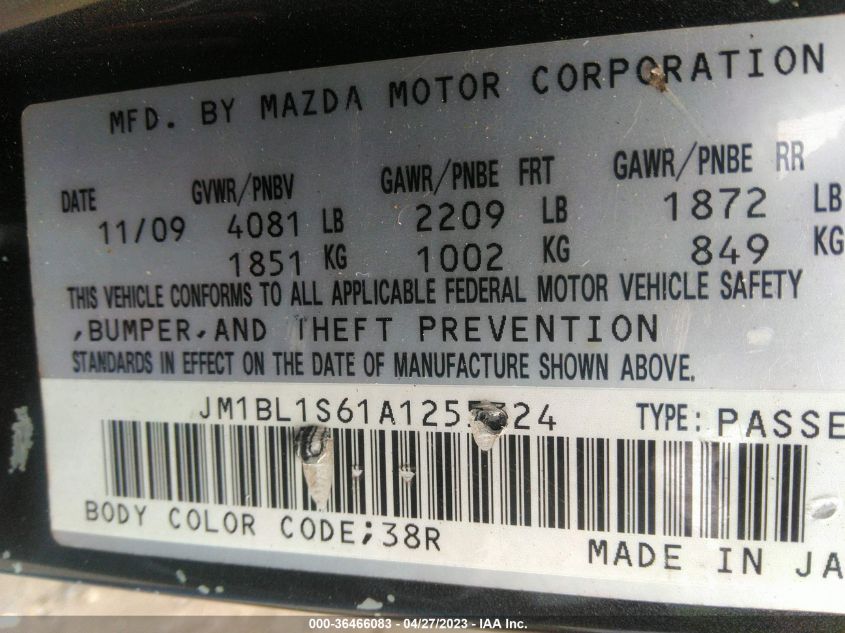 MFD. BY MAZDA MOTOR CORPORATION
DATE GVWR/PNBV GAWR/PNBE FRT GAWR/PNBE RR
11/09 4081 LB 2209 LB 1872 LB
1851 KG 1002 KG 849 KG
THIS VEHICLE CONFORMS TO ALL APPLICABLE FEDERAL MOTOR VEHICLE SAFETY
,BUMPER,AND THEFT PREVENTION
STANDARDS IN EFFECT ON THE DATE OF MANUFACTURE SHOWN ABOVE.
TYPE: PASSE
BODY COLOR CODE;38R
MADE IN JA
000-36466083 - 04/27/2023 - IAA Inc.